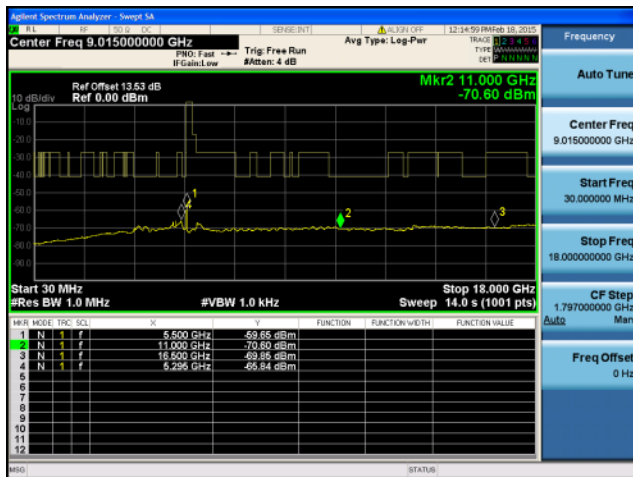 Agilent Spectrum Analyzer - Swept SA
RL RF 50 Ω DC SENSE:INT ALIGN OFF 12:14:59 PM Feb 18, 2015
Center Freq 9.015000000 GHz
PNO: Fast
IFGain:Low
Trig: Free Run
#Atten: 4 dB
Avg Type: Log-Pwr
TRACE 1 2 3 4 5 6
TYPE
DET P N N N N N
Ref Offset 13.53 dB
10 dB/div Ref 0.00 dBm
Log
Mkr2 11.000 GHz
-70.60 dBm
-10.0
-20.0
-30.0
-40.0
-50.0
-60.0
-70.0
-80.0
-90.0
1
4
2
3
Start 30 MHz
Stop 18.000 GHz
#Res BW 1.0 MHz
#VBW 1.0 kHz
Sweep 14.0 s (1001 pts)
MKR MODE TRC SCL X Y FUNCTION FUNCTION WIDTH FUNCTION VALUE
1 N 1 f 5.500 GHz -59.65 dBm
2 N 1 f 11.000 GHz -70.60 dBm
3 N 1 f 16.500 GHz -69.85 dBm
4 N 1 f 5.295 GHz -65.84 dBm
5
6
7
8
9
10
11
12
MSG STATUS
Frequency
Auto Tune
Center Freq
9.015000000 GHz
Start Freq
30.000000 MHz
Stop Freq
18.000000000 GHz
CF Step
1.797000000 GHz
Auto Man
Freq Offset
0 Hz